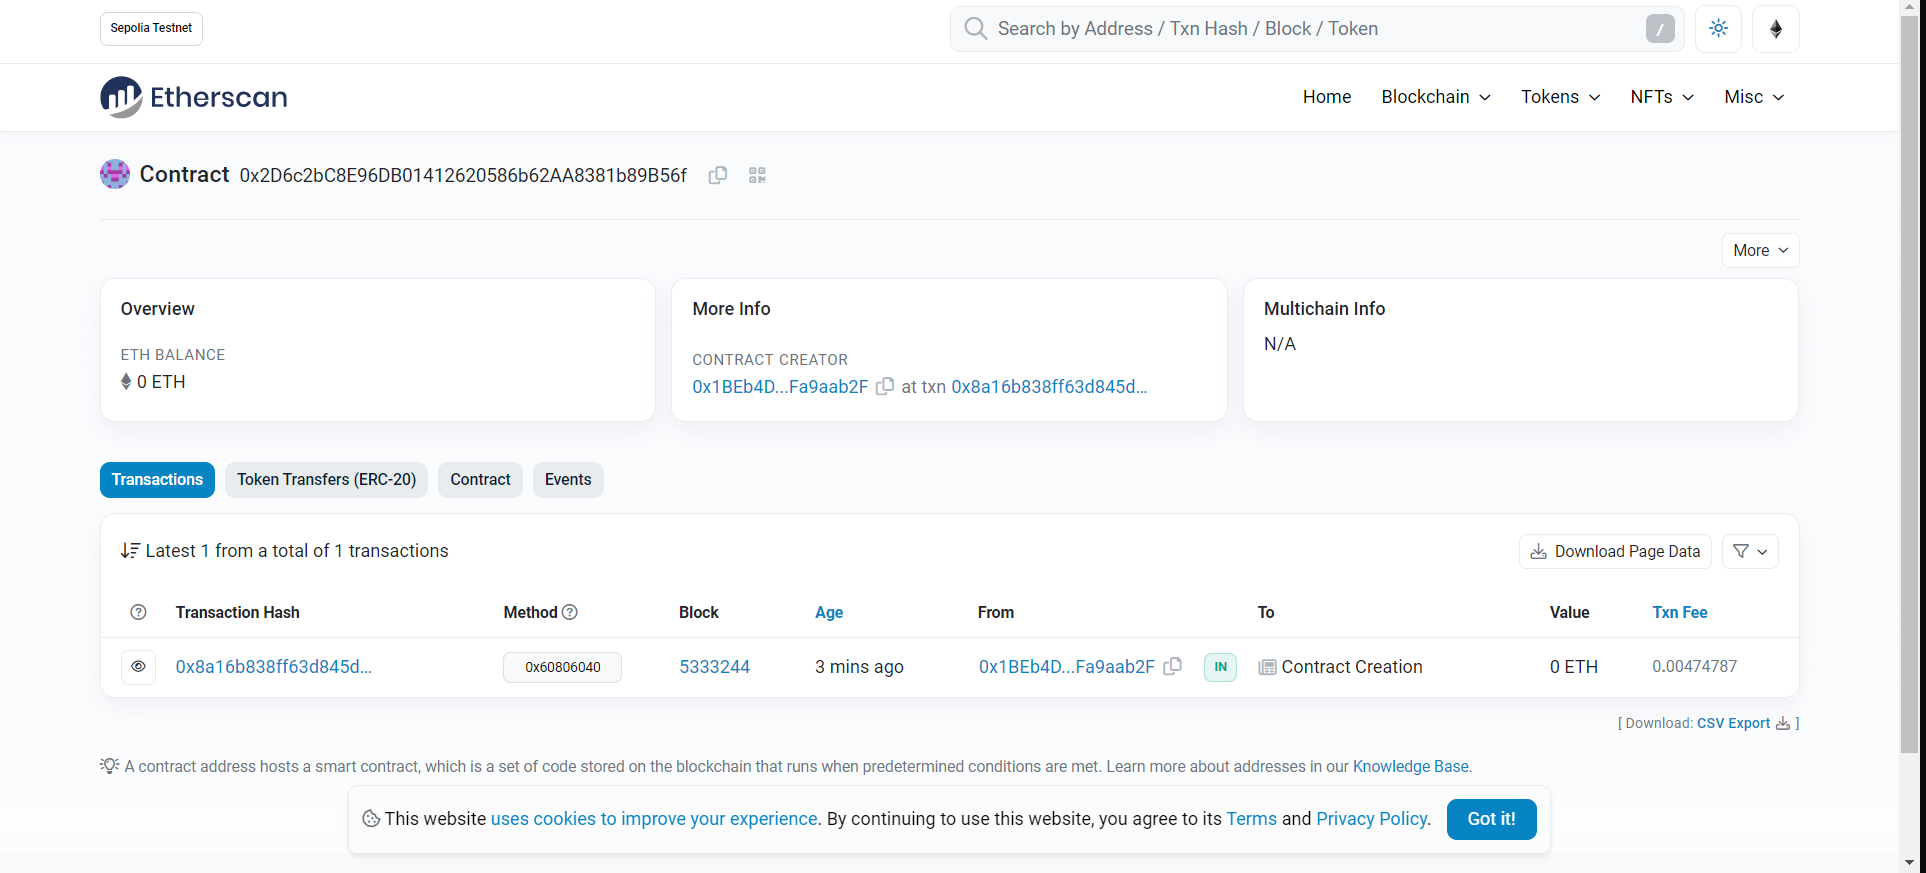 Sepolia Testnet
Search by Address / Txn Hash / Block / Token
/
Etherscan
Home Blockchain Tokens NFTs Misc
Contract 0x2D6c2bC8E96DB01412620586b62AA8381b89B56f
More
Overview
ETH BALANCE
0 ETH
More Info
CONTRACT CREATOR
0x1BEb4D...Fa9aab2F at txn 0x8a16b838ff63d845d...
Multichain Info
N/A
Transactions Token Transfers (ERC-20) Contract Events
Latest 1 from a total of 1 transactions
Download Page Data
Transaction Hash Method Block Age From To Value Txn Fee
0x8a16b838ff63d845d... 0x60806040 5333244 3 mins ago 0x1BEb4D...Fa9aab2F IN Contract Creation 0 ETH 0.00474787
[ Download: CSV Export ]
A contract address hosts a smart contract, which is a set of code stored on the blockchain that runs when predetermined conditions are met. Learn more about addresses in our Knowledge Base.
This website uses cookies to improve your experience. By continuing to use this website, you agree to its Terms and Privacy Policy.
Got it!